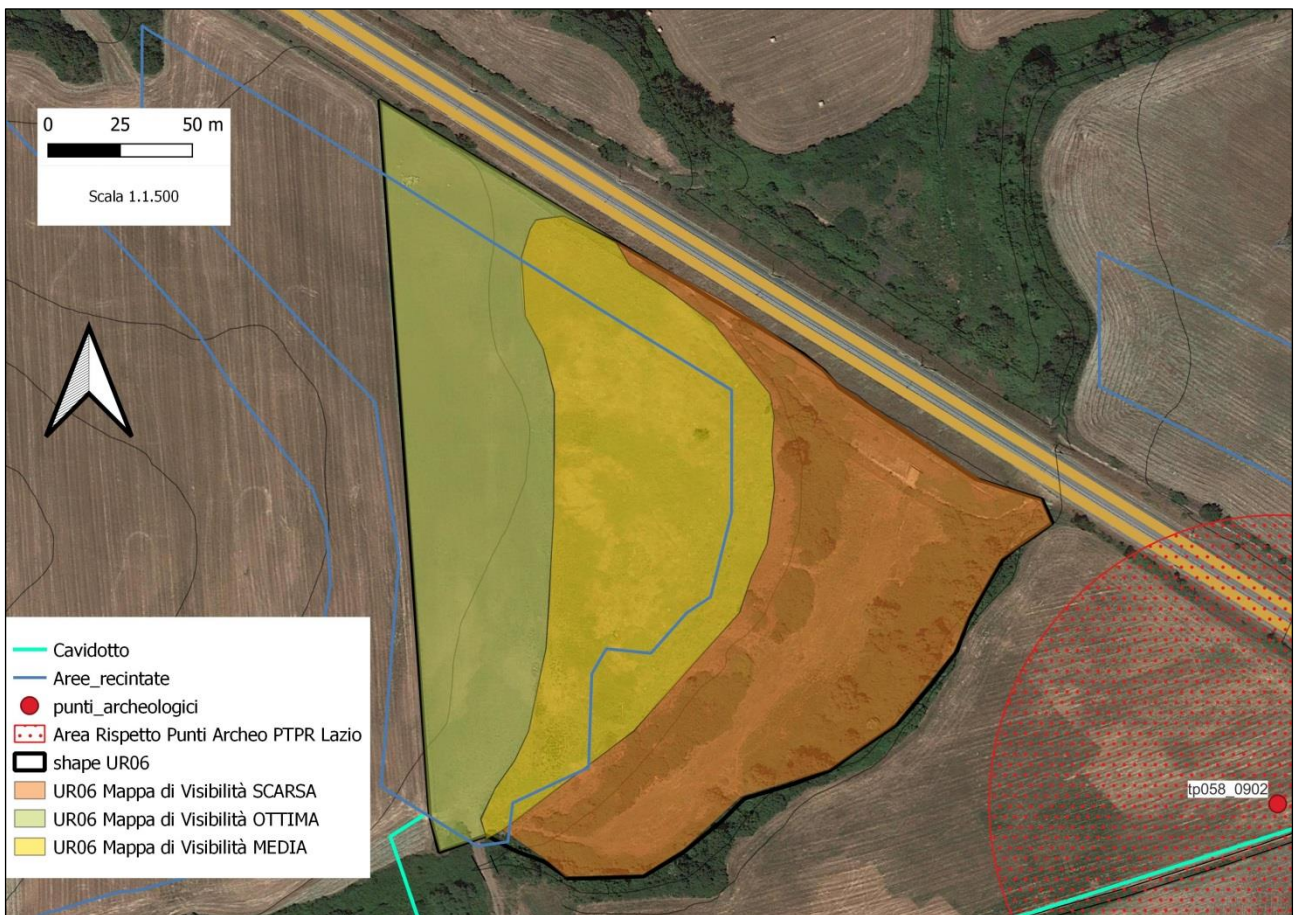 0 25 50 m
Scala 1.1.500
Cavidotto
Aree_recintate
punti_archeologici
Area Rispetto Punti Archeo PTPR Lazio
shape UR06
UR06 Mappa di Visibilità SCARSA
UR06 Mappa di Visibilità OTTIMA
UR06 Mappa di Visibilità MEDIA
tp058_0902